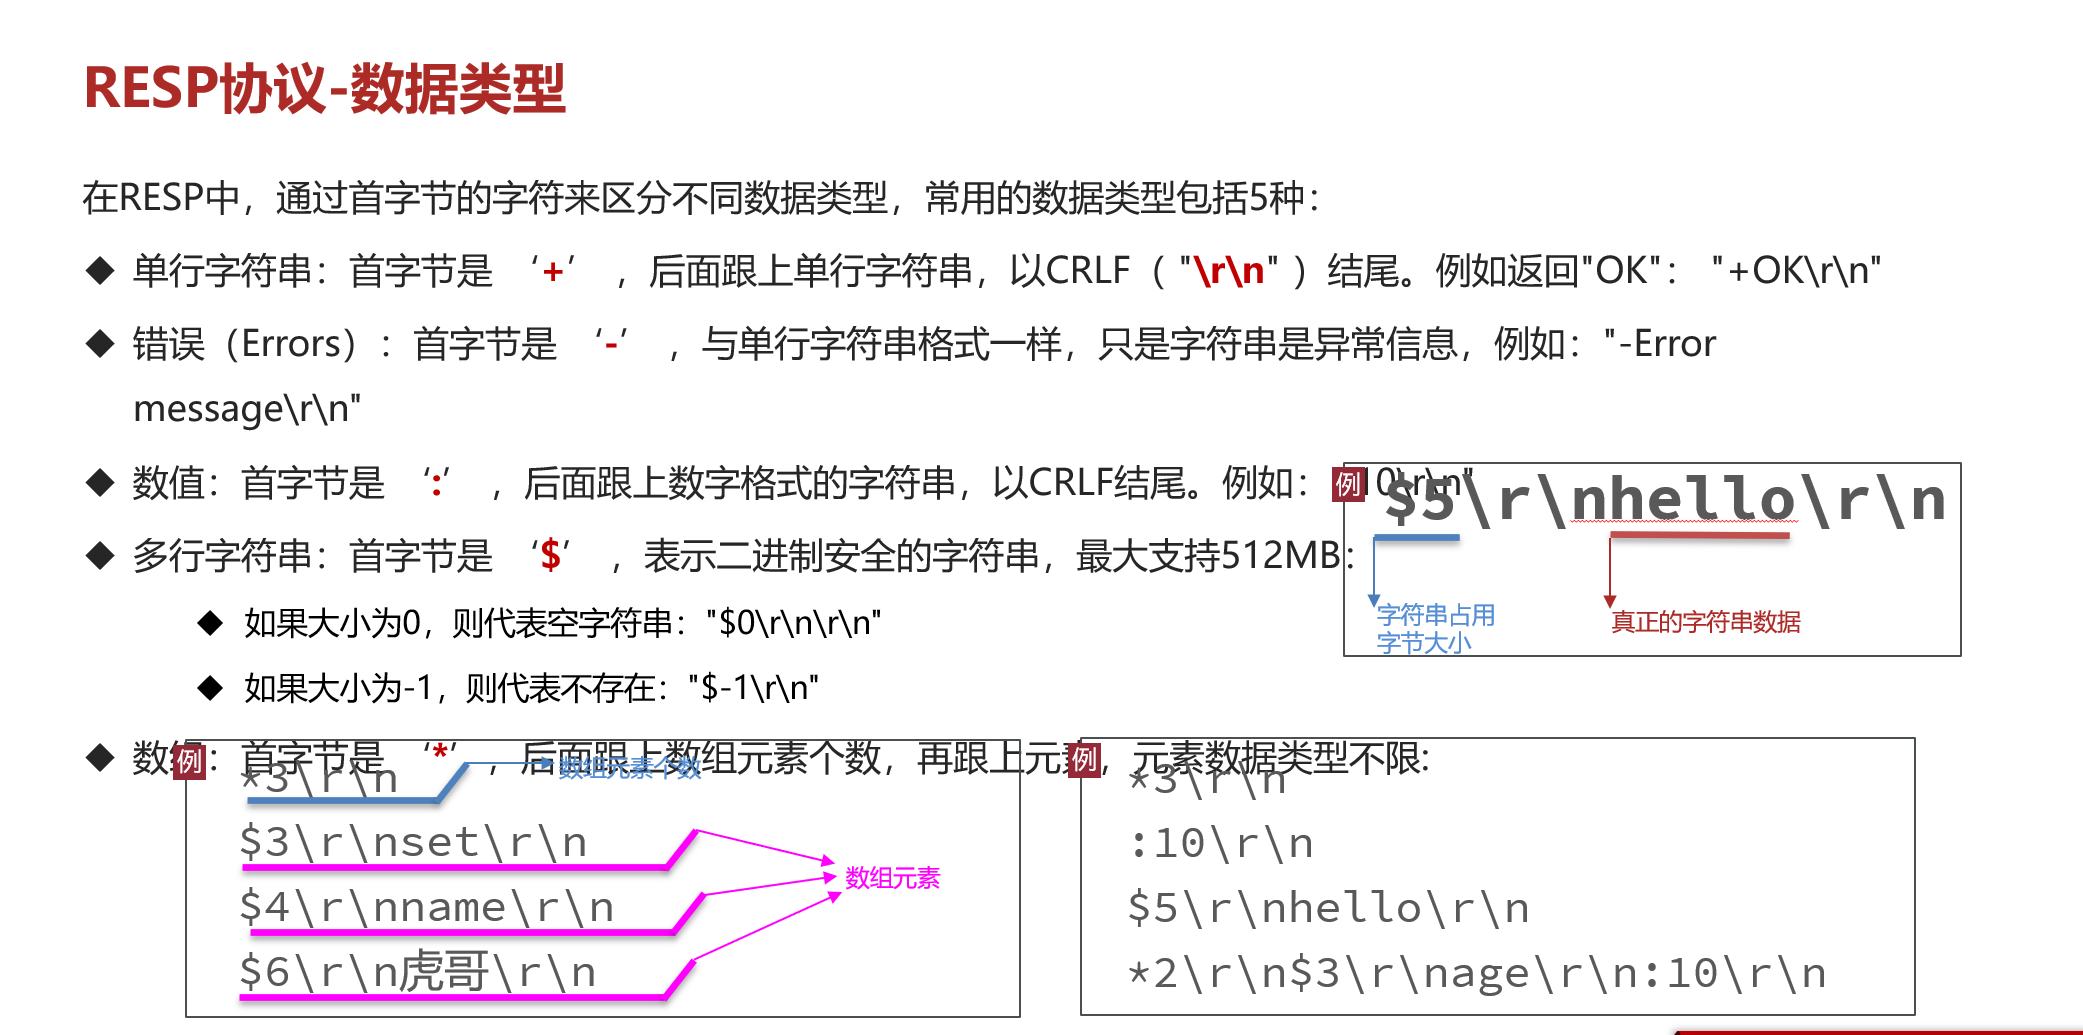 RESP协议-数据类型
在RESP中，通过首字节的字符来区分不同数据类型，常用的数据类型包括5种：
◆ 单行字符串：首字节是 ‘+’ ，后面跟上单行字符串，以CRLF（ "\r\n" ）结尾。例如返回"OK"： "+OK\r\n"
◆ 错误（Errors）：首字节是 ‘-’ ，与单行字符串格式一样，只是字符串是异常信息，例如："-Error
message\r\n"
◆ 数值：首字节是 ‘:’ ，后面跟上数字格式的字符串，以CRLF结尾。例如：10\r\n"
◆ 多行字符串：首字节是 ‘$’ ，表示二进制安全的字符串，最大支持512MB：
例
$5\r\nhello\r\n
字符串占用
字节大小
真正的字符串数据
◆ 如果大小为0，则代表空字符串："$0\r\n\r\n"
◆ 如果大小为-1，则代表不存在："$-1\r\n"
◆ 数组：首字节是 ‘*’ ，后面跟上数组元素个数，再跟上元素，元素数据类型不限:
例
*3\r\n
数组元素个数
$3\r\nset\r\n
$4\r\nname\r\n
$6\r\n虎哥\r\n
数组元素
例
*3\r\n
:10\r\n
$5\r\nhello\r\n
*2\r\n$3\r\nage\r\n:10\r\n